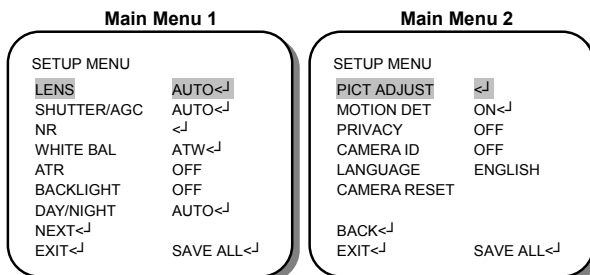 Main Menu 1
SETUP MENU
LENS AUTO<┘
SHUTTER/AGC AUTO<┘
NR <┘
WHITE BAL ATW<┘
ATR OFF
BACKLIGHT OFF
DAY/NIGHT AUTO<┘
NEXT<┘
EXIT<┘ SAVE ALL<┘
Main Menu 2
SETUP MENU
PICT ADJUST <┘
MOTION DET ON<┘
PRIVACY OFF
CAMERA ID OFF
LANGUAGE ENGLISH
CAMERA RESET
BACK<┘
EXIT<┘ SAVE ALL<┘